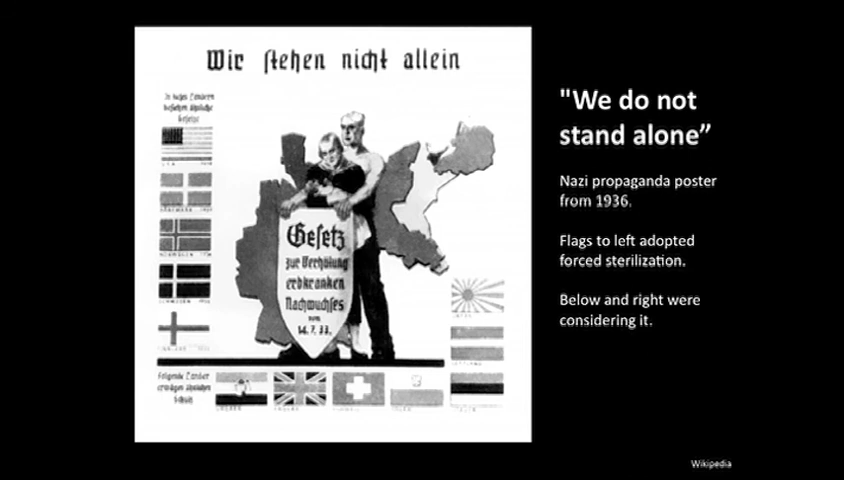 Wir stehen nicht allein
Gesetz
zur Verhütung
erbkranken
Nachwuchses
vom
14.7.33.
"We do not
stand alone”
Nazi propaganda poster
from 1936.
Flags to left adopted
forced sterilization.
Below and right were
considering it.
Wikipedia